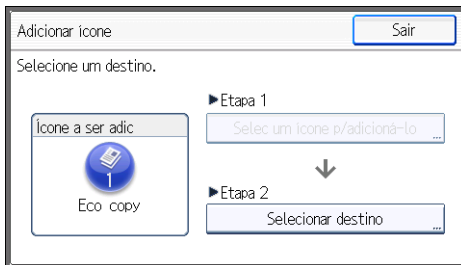 Adicionar ícone
Sair
Selecione um destino.
▶Etapa 1
Ícone a ser adic
Selec um ícone p/adicioná-lo
...
1
Eco copy
▶Etapa 2
Selecionar destino
...